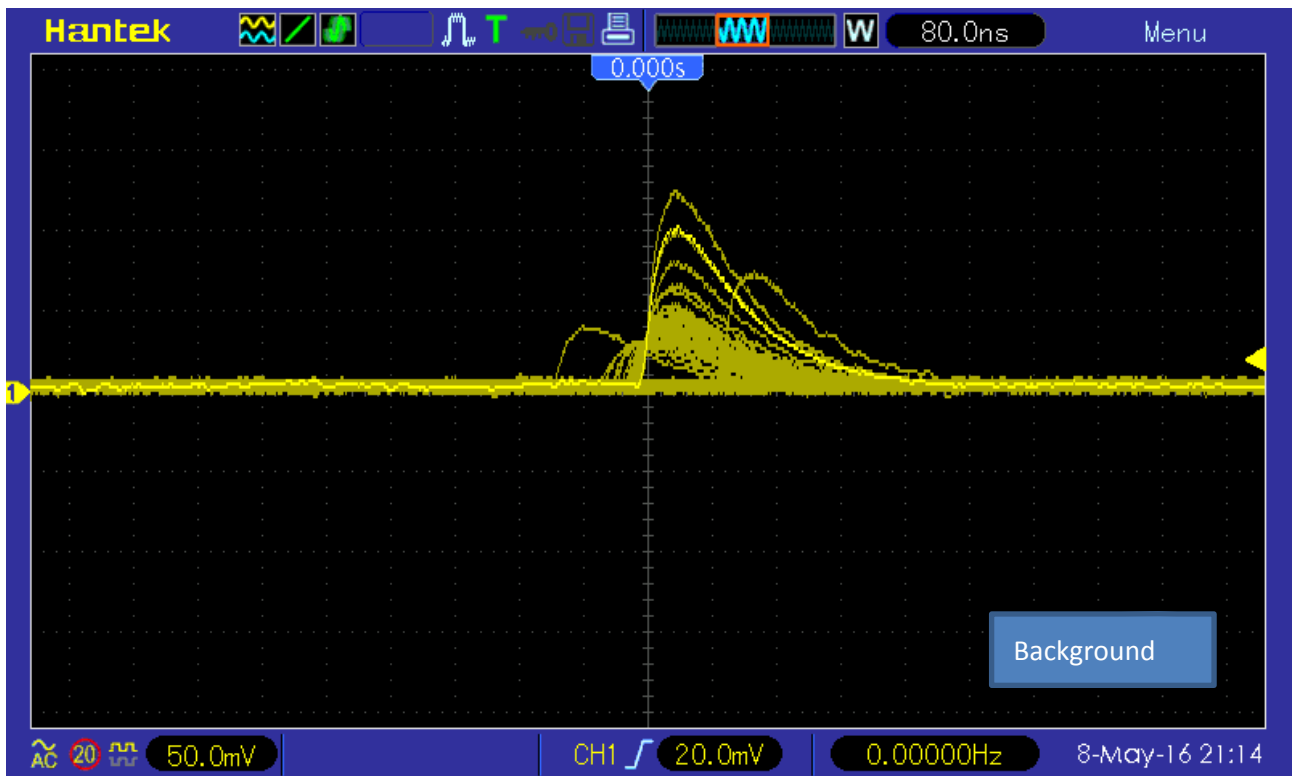 Hantek T W 80.0ns Menu
0.000s
1
Background
AC 20 50.0mV CH1 20.0mV 0.00000Hz 8-May-16 21:14